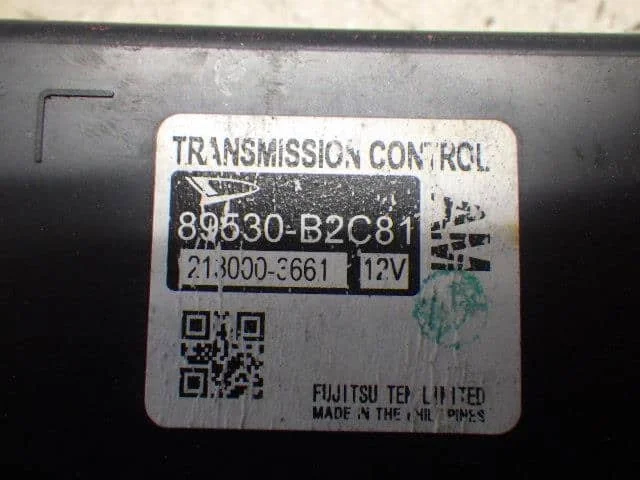 TRANSMISSION CONTROL
89530-B2C81
213000-3661 12V
FUJITSU TEN LIMITED
MADE IN THE PHILIPPINES